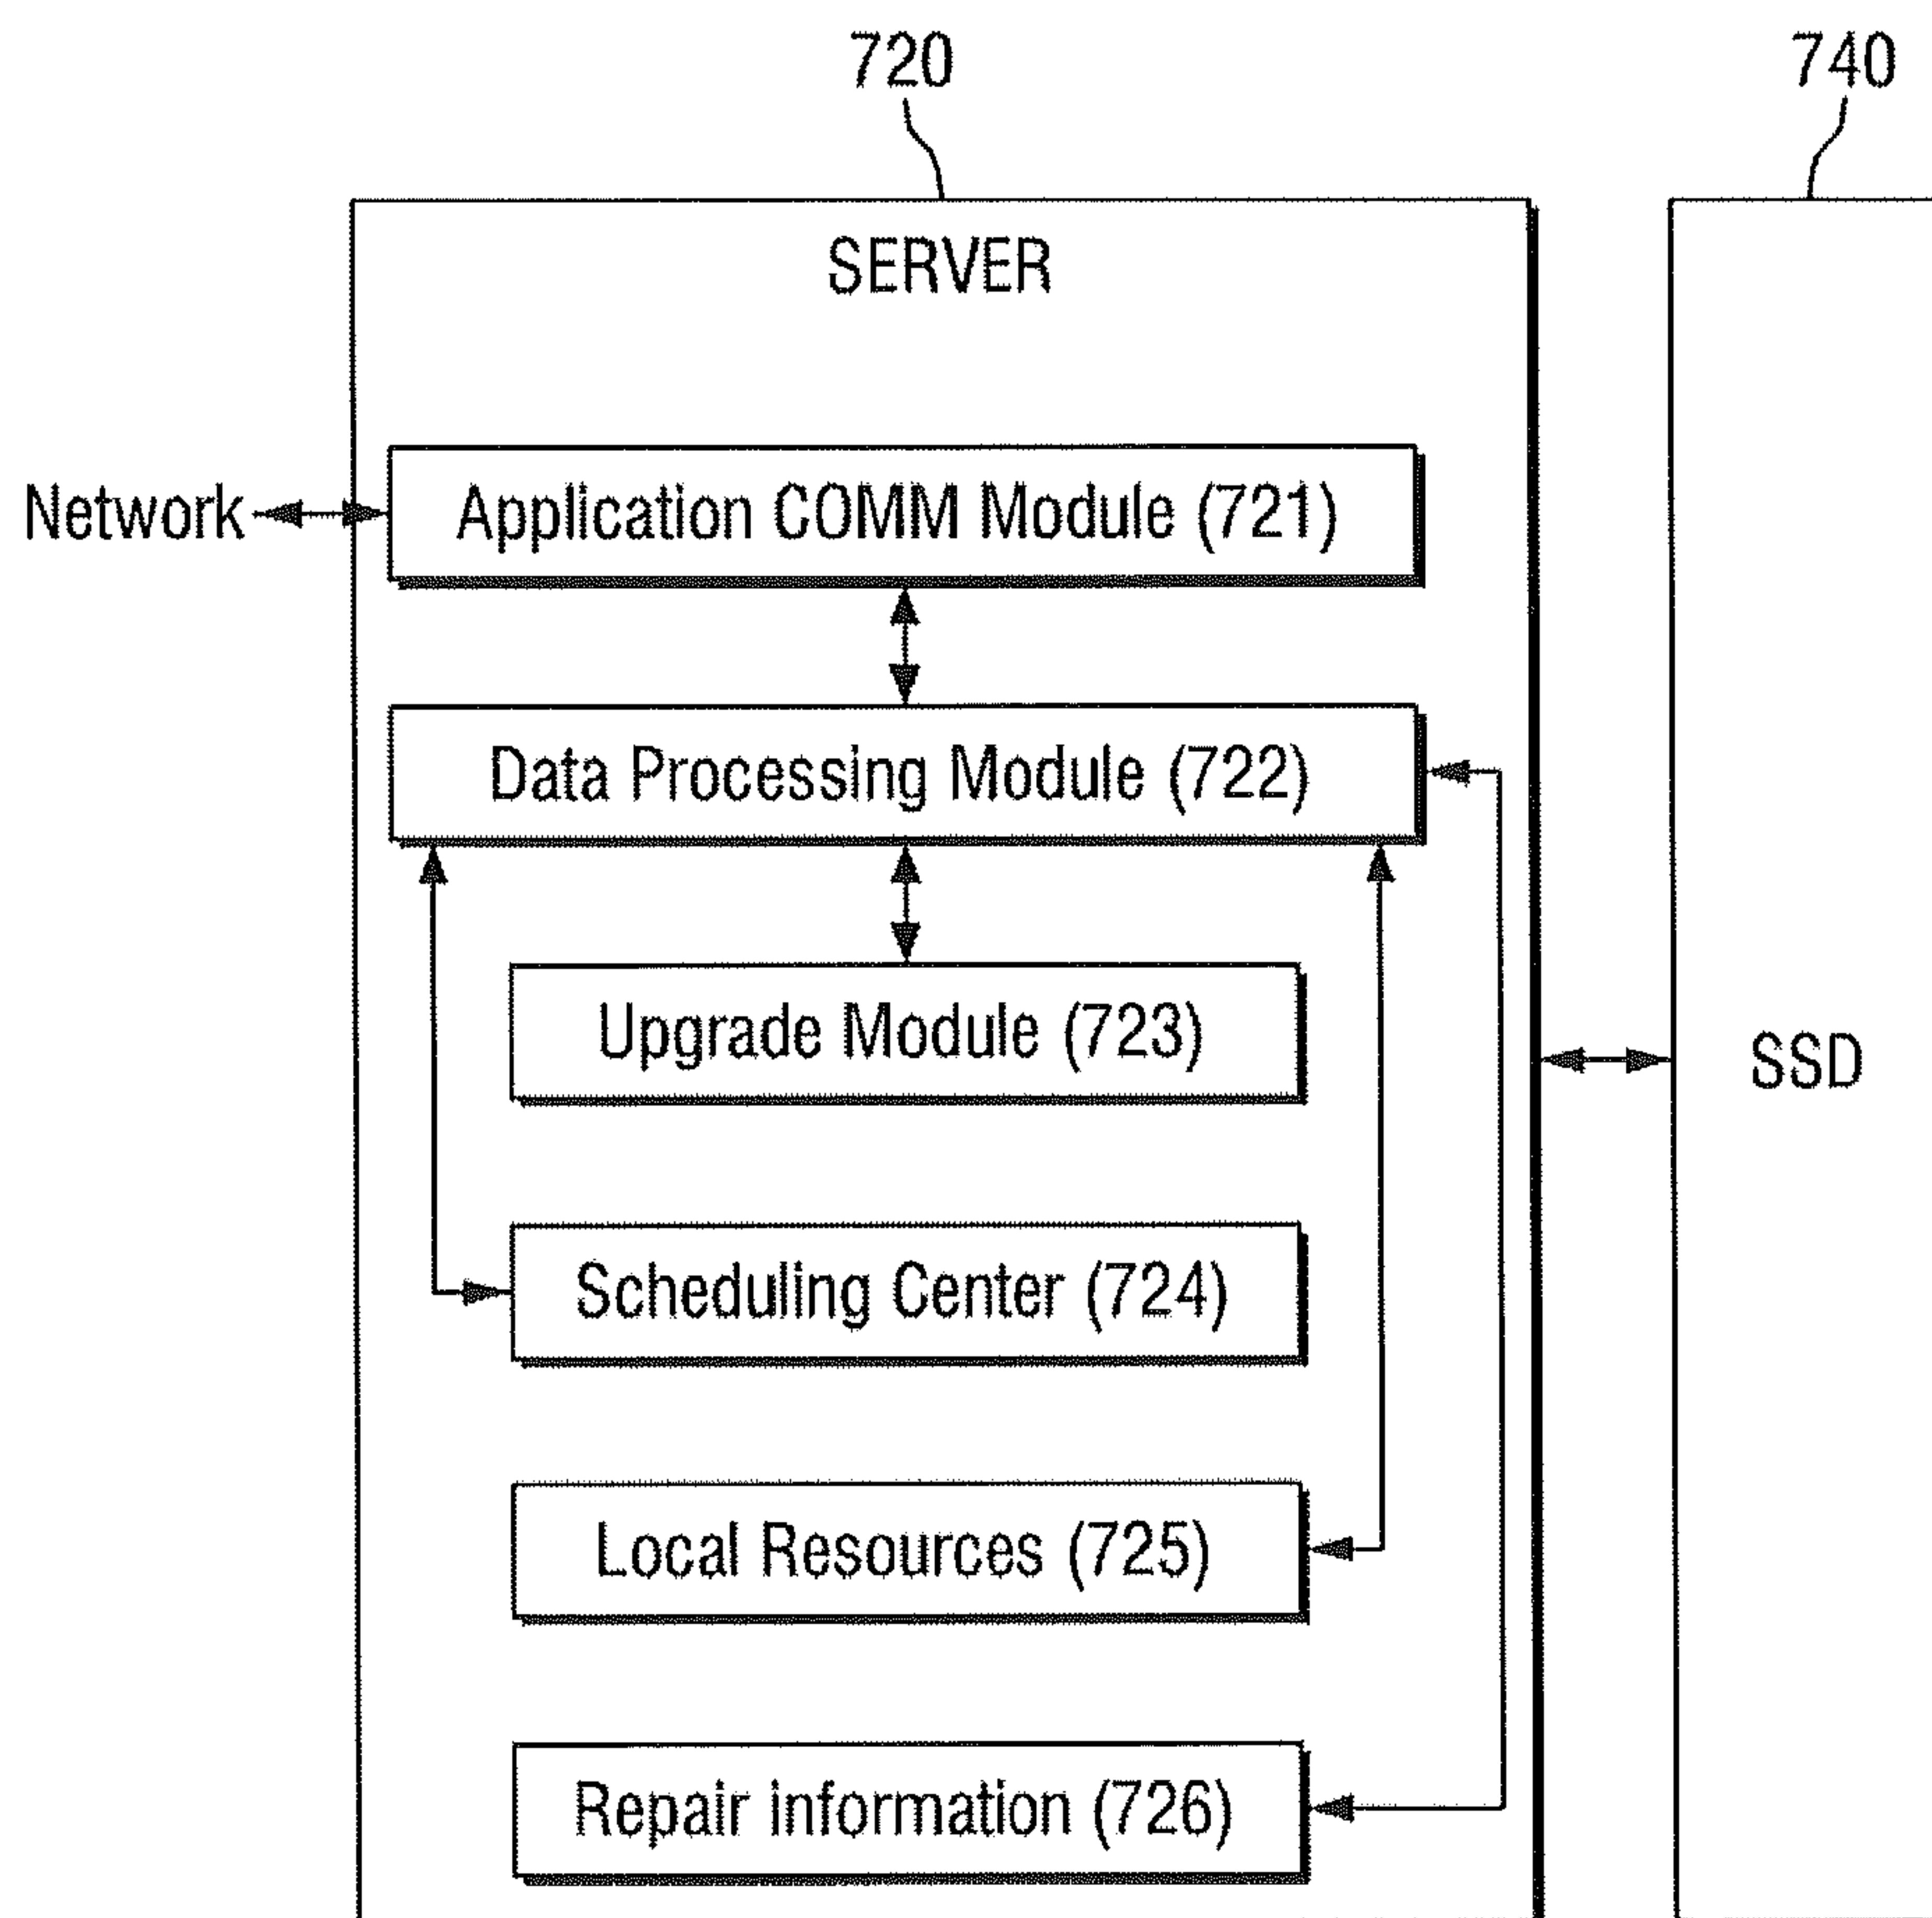 720
740
SERVER
Network
Application COMM Module (721)
Data Processing Module (722)
Upgrade Module (723)
SSD
Scheduling Center (724)
Local Resources (725)
Repair information (726)